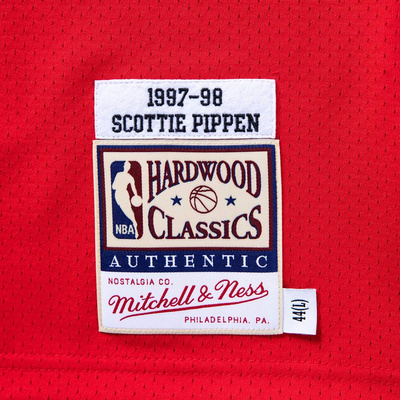 1997-98
SCOTTIE PIPPEN
NBA
HARDWOOD
CLASSICS
AUTHENTIC
NOSTALGIA CO.
Mitchell & Ness
PHILADELPHIA, PA.
44(L)